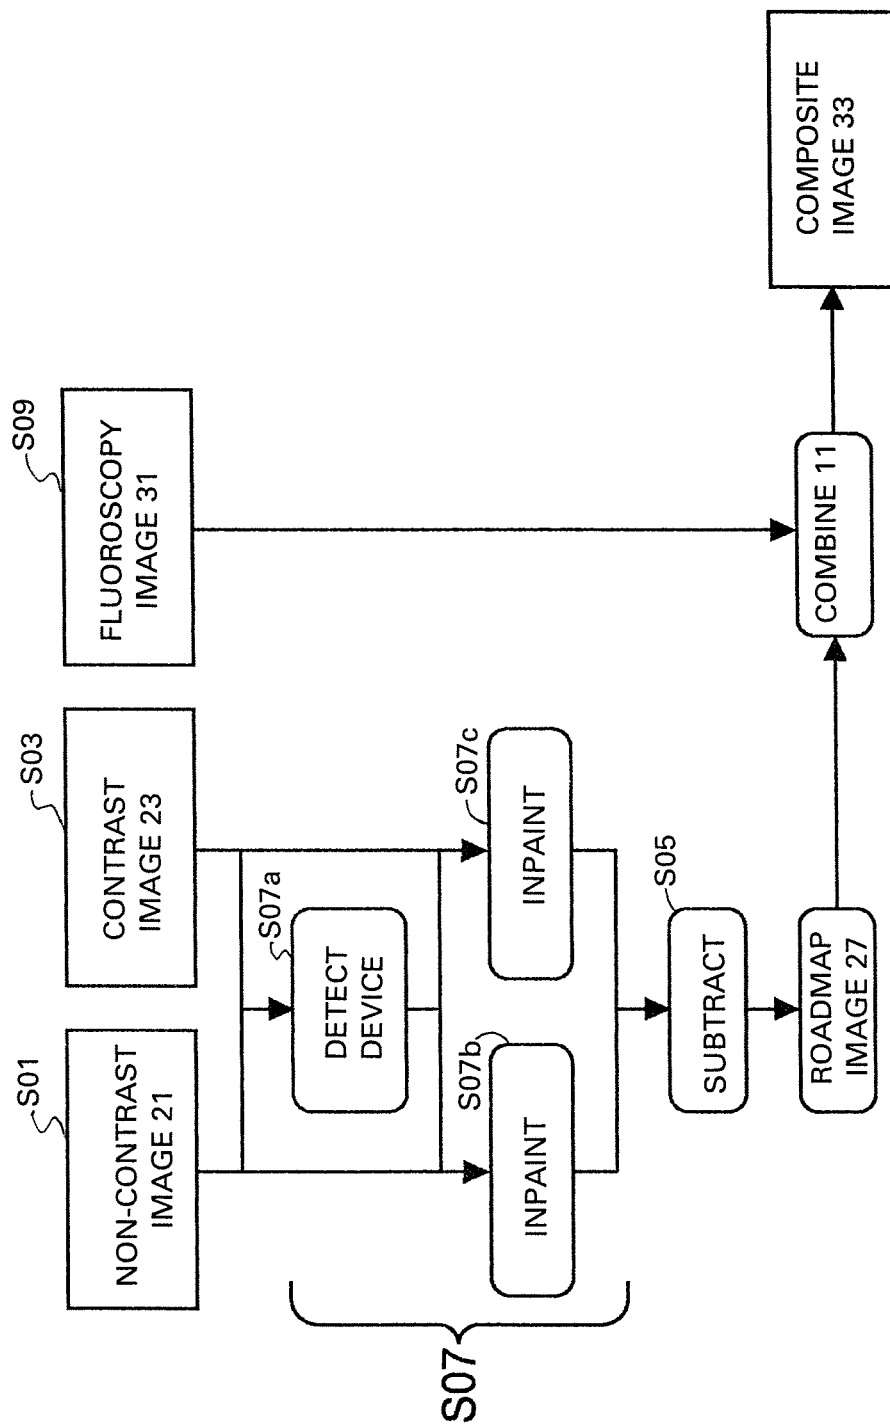 S01
NON-CONTRAST
IMAGE 21
S03
CONTRAST
IMAGE 23
S09
FLUOROSCOPY
IMAGE 31
S07
S07a
DETECT
DEVICE
S07b
INPAINT
S07c
INPAINT
S05
SUBTRACT
ROADMAP
IMAGE 27
COMBINE 11
COMPOSITE
IMAGE 33